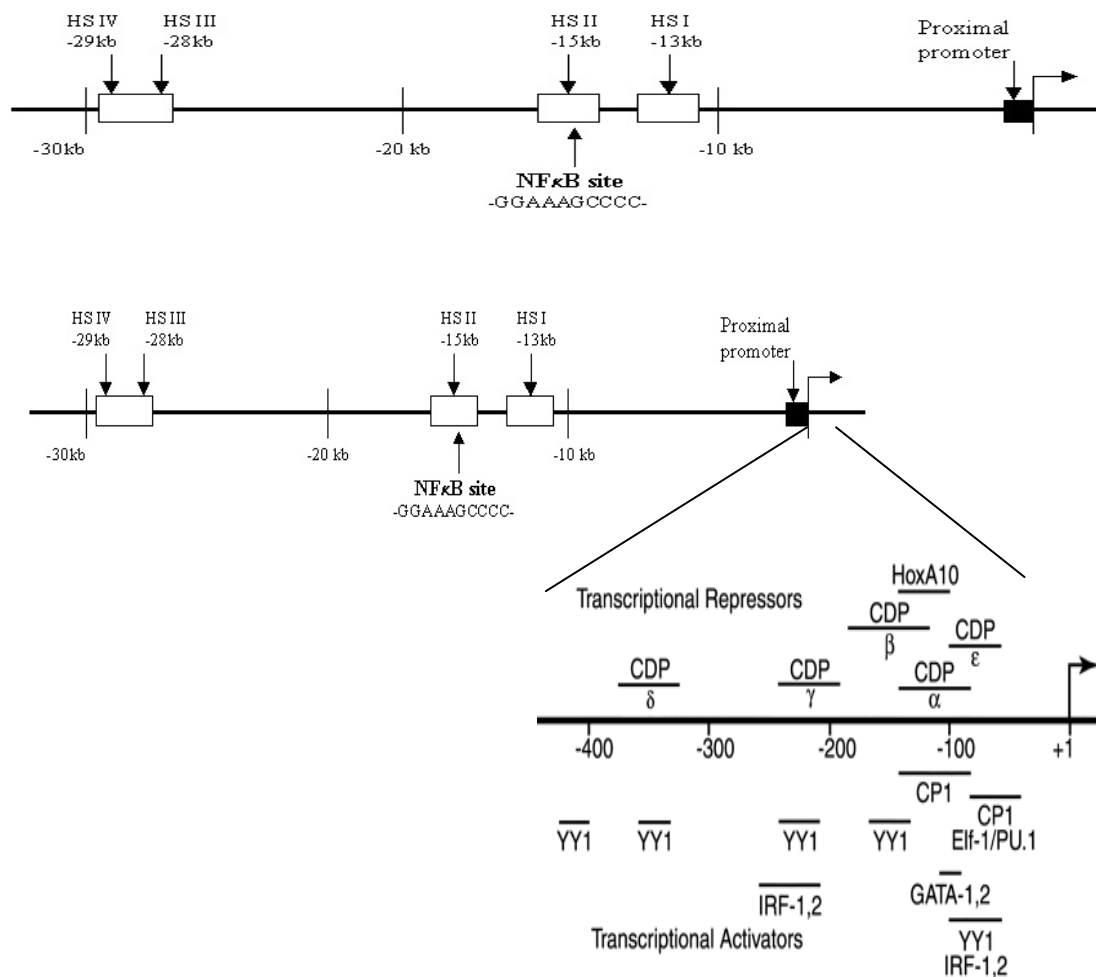 HS IV
-29kb
HS III
-28kb
HS II
-15kb
HS I
-13kb
Proximal
promoter
-30kb
-20 kb
-10 kb
NFκB site
-GGAAAGCCCC-
HS IV
-29kb
HS III
-28kb
HS II
-15kb
HS I
-13kb
Proximal
promoter
-30kb
-20 kb
-10 kb
NFκB site
-GGAAAGCCCC-
Transcriptional Repressors
HoxA10
CDP
β
CDP
ε
CDP
δ
CDP
γ
CDP
α
-400
-300
-200
-100
+1
CP1
CP1
YY1
YY1
YY1
YY1
Elf-1/PU.1
IRF-1,2
GATA-1,2
Transcriptional Activators
YY1
IRF-1,2